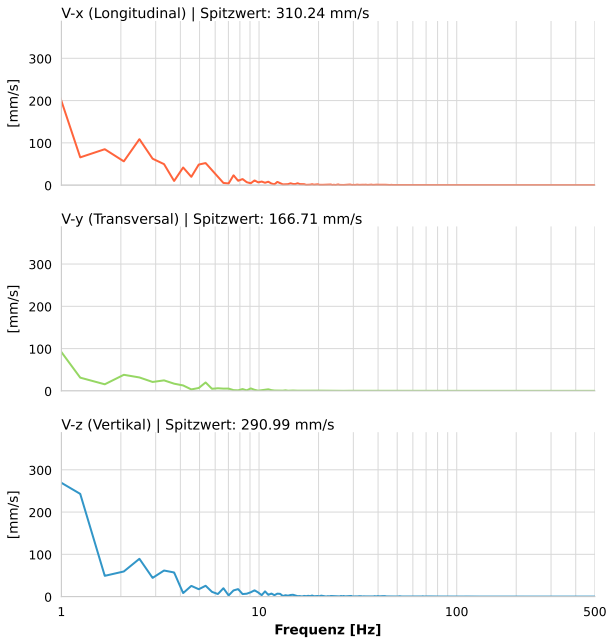 V-x (Longitudinal) | Spitzwert: 310.24 mm/s
300
200
100
0
[mm/s]
V-y (Transversal) | Spitzwert: 166.71 mm/s
300
200
100
0
[mm/s]
V-z (Vertikal) | Spitzwert: 290.99 mm/s
300
200
100
0
[mm/s]
1 10 100 500
Frequenz [Hz]